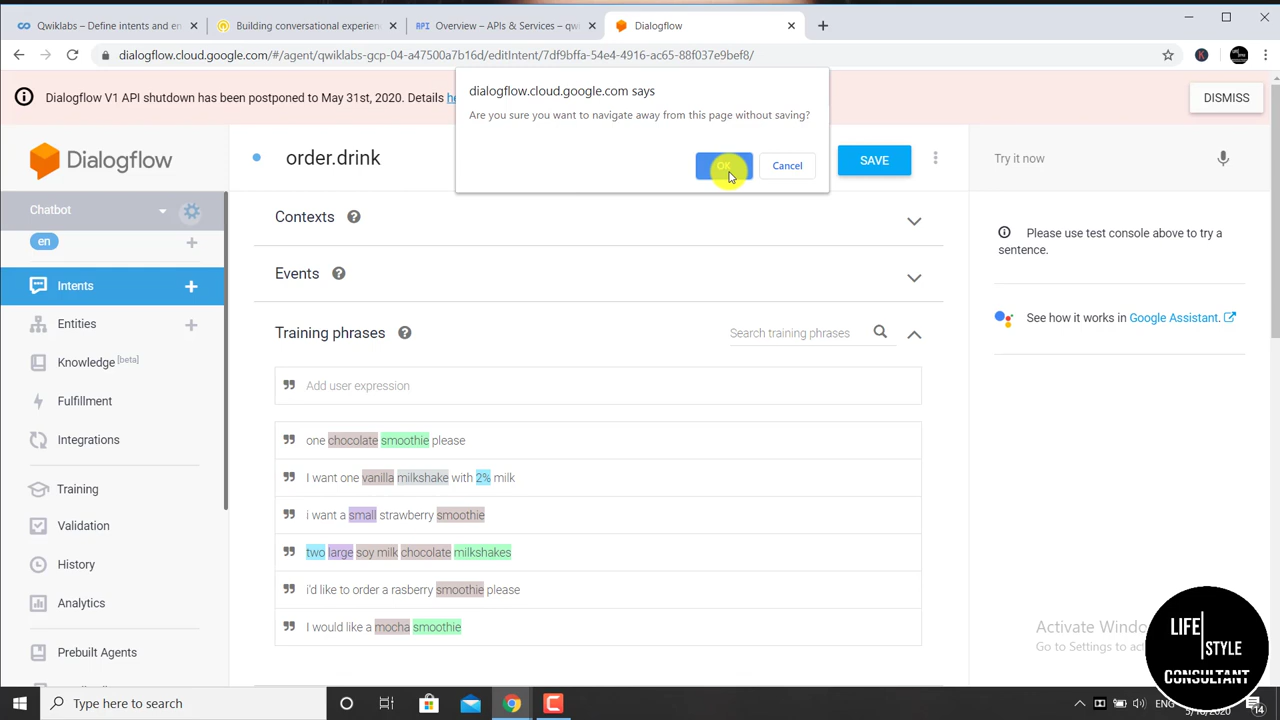 Qwiklabs – Define intents and en
Building conversational experien
API Overview – APIs & Services – qwi
Dialogflow
dialogflow.cloud.google.com/#/agent/qwiklabs-gcp-04-a47500a7b16d/editIntent/7df9bffa-54e4-4916-ac65-88f037e9bef8/
K
Dialogflow V1 API shutdown has been postponed to May 31st, 2020. Details he
DISMISS
dialogflow.cloud.google.com says
Are you sure you want to navigate away from this page without saving?
OK
Cancel
Dialogflow
order.drink
SAVE
Try it now
Chatbot
en
Intents
Entities
Knowledge [beta]
Fulfillment
Integrations
Training
Validation
History
Analytics
Prebuilt Agents
Contexts
Events
Training phrases
Search training phrases
Add user expression
one chocolate smoothie please
I want one vanilla milkshake with 2% milk
i want a small strawberry smoothie
two large soy milk chocolate milkshakes
i'd like to order a rasberry smoothie please
I would like a mocha smoothie
Please use test console above to try a
sentence.
See how it works in Google Assistant.
Activate Windo
Go to Settings to act
LIFE
STYLE
CONSULTANT
Type here to search
ENG
14